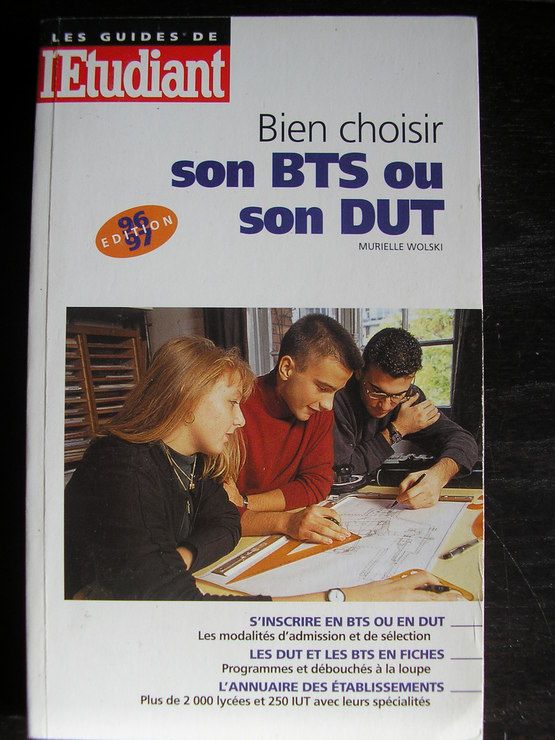 LES GUIDES DE
l'Etudiant
Bien choisir
son BTS ou
son DUT
MURIELLE WOLSKI
96
EDITION
97
S'INSCRIRE EN BTS OU EN DUT
Les modalités d'admission et de sélection
LES DUT ET LES BTS EN FICHES
Programmes et débouchés à la loupe
L'ANNUAIRE DES ÉTABLISSEMENTS
Plus de 2 000 lycées et 250 IUT avec leurs spécialités